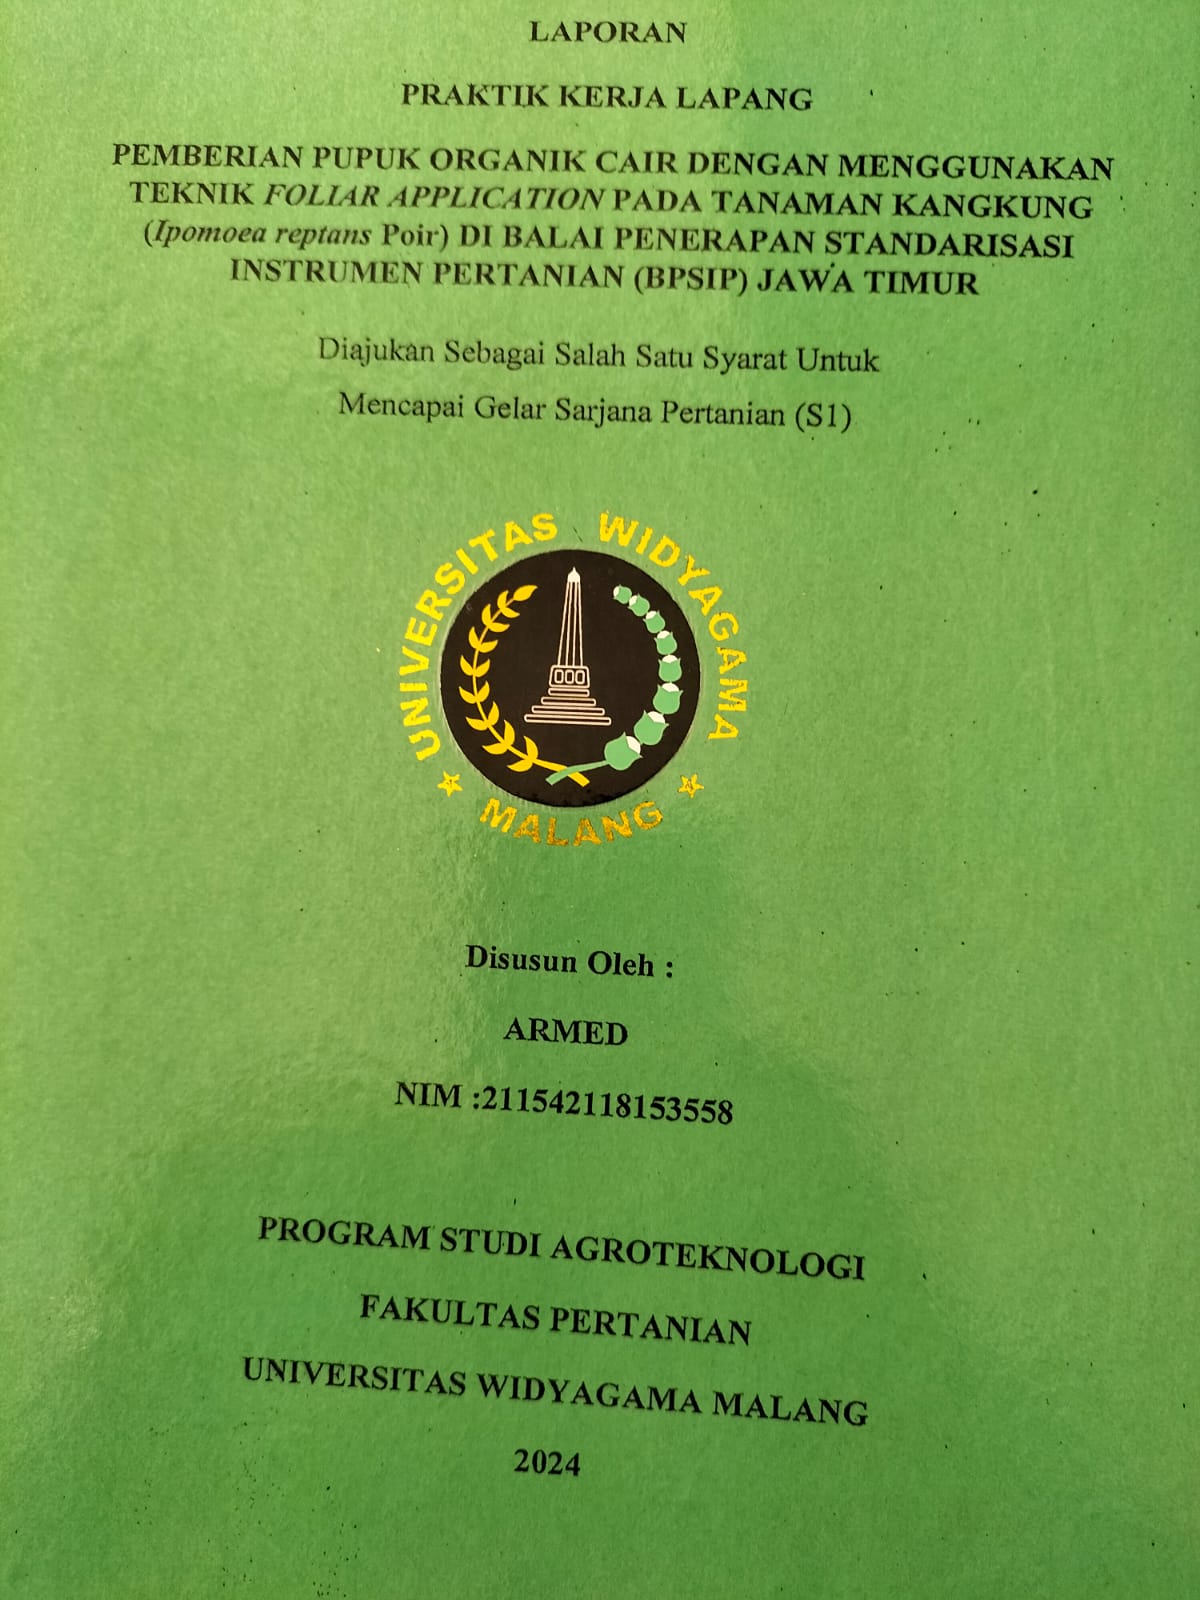 LAPORAN
PRAKTIK KERJA LAPANG
PEMBERIAN PUPUK ORGANIK CAIR DENGAN MENGGUNAKAN
TEKNIK FOLIAR APPLICATION PADA TANAMAN KANGKUNG
(Ipomoea reptans Poir) DI BALAI PENERAPAN STANDARISASI
INSTRUMEN PERTANIAN (BPSIP) JAWA TIMUR
Diajukan Sebagai Salah Satu Syarat Untuk
Mencapai Gelar Sarjana Pertanian (S1)
UNIVERSITAS WIDYAGAMA
MALANG
Disusun Oleh :
ARMED
NIM :211542118153558
PROGRAM STUDI AGROTEKNOLOGI
FAKULTAS PERTANIAN
UNIVERSITAS WIDYAGAMA MALANG
2024